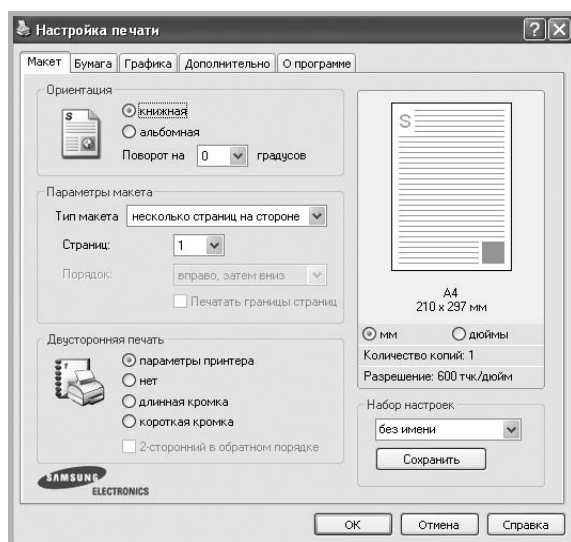 Настройка печати
Макет Бумага Графика Дополнительно О программе
Ориентация
S
книжная
альбомная
Поворот на 0 градусов
Параметры макета
Тип макета несколько страниц на стороне
Страниц: 1
Порядок: вправо, затем вниз
Печатать границы страниц
Двусторонняя печать
параметры принтера
нет
длинная кромка
короткая кромка
2-сторонний в обратном порядке
SAMSUNG
ELECTRONICS
S
A4
210 x 297 мм
мм дюймы
Количество копий: 1
Разрешение: 600 тчк/дюйм
Набор настроек
без имени
Сохранить
OK Отмена Справка